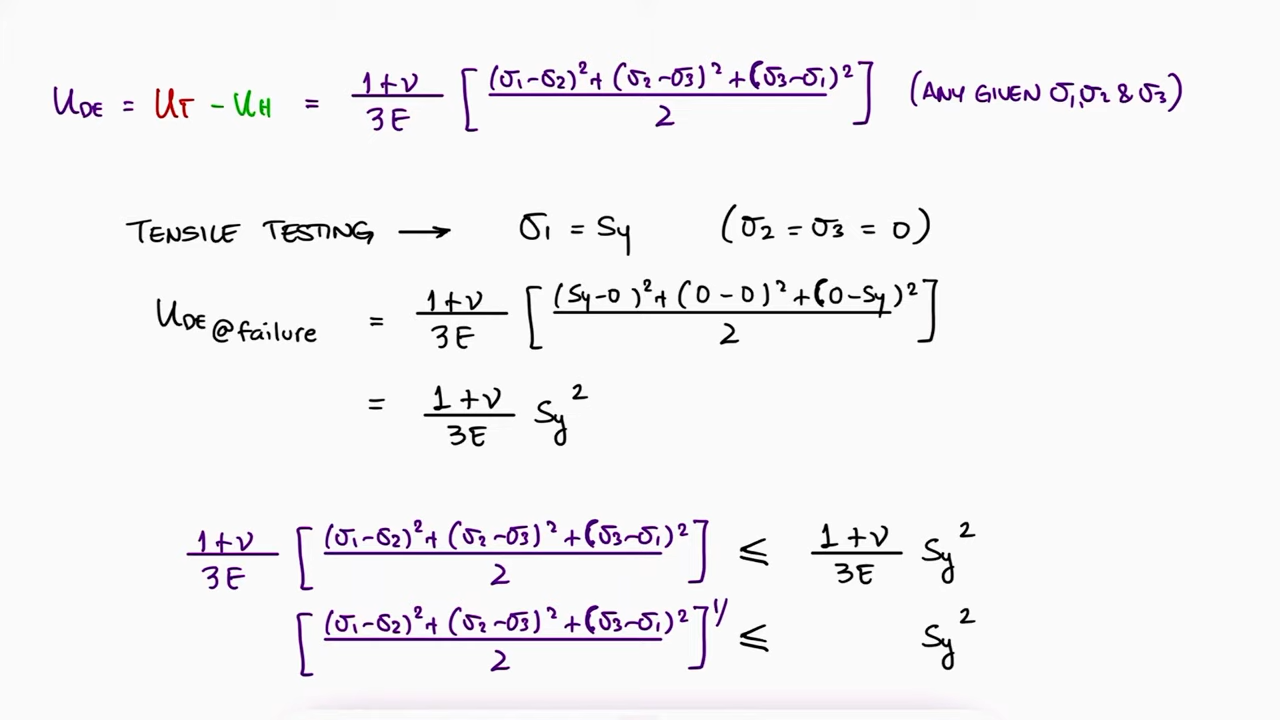 U_DE = U_T - U_H = 1+ν/3E [(σ1-σ2)²+(σ2-σ3)²+(σ3-σ1)²/2] (ANY GIVEN σ1,σ2 & σ3)
TENSILE TESTING → σ1 = Sy (σ2 = σ3 = 0)
U_DE @failure = 1+ν/3E [(Sy-0)²+(0-0)²+(0-Sy)²/2]
= 1+ν/3E Sy²
1+ν/3E [(σ1-σ2)²+(σ2-σ3)²+(σ3-σ1)²/2] ≤ 1+ν/3E Sy²
[(σ1-σ2)²+(σ2-σ3)²+(σ3-σ1)²/2]^1/ ≤ Sy²